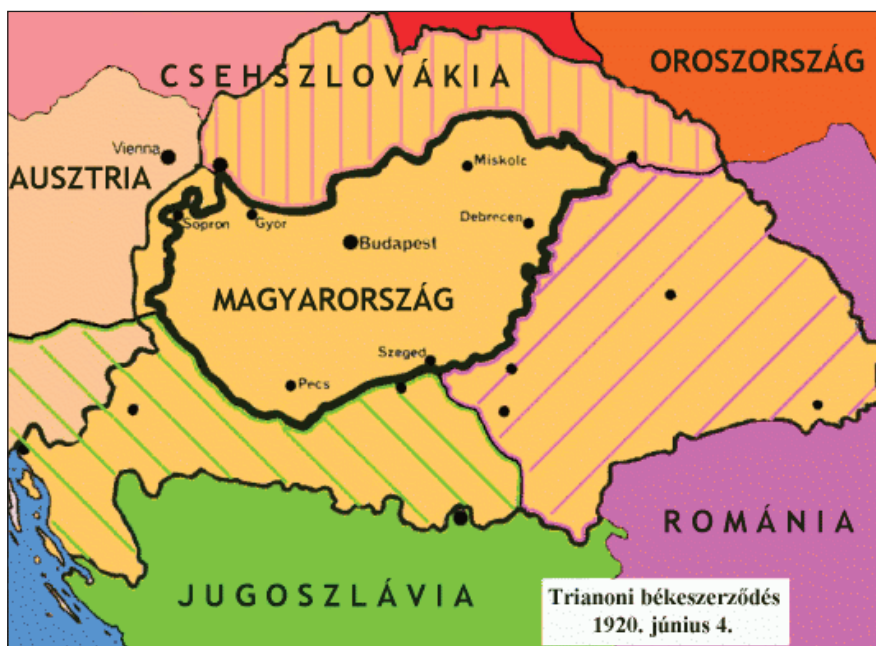 CSEHSZLOVÁKIA
OROSZORSZÁG
Vienna
AUSZTRIA
Miskolc
Sopron
Gyor
Debrecen
Budapest
MAGYARORSZÁG
Szeged
Pecs
ROMÁNIA
JUGOSZLÁVIA
Trianoni békeszerződés
1920. június 4.